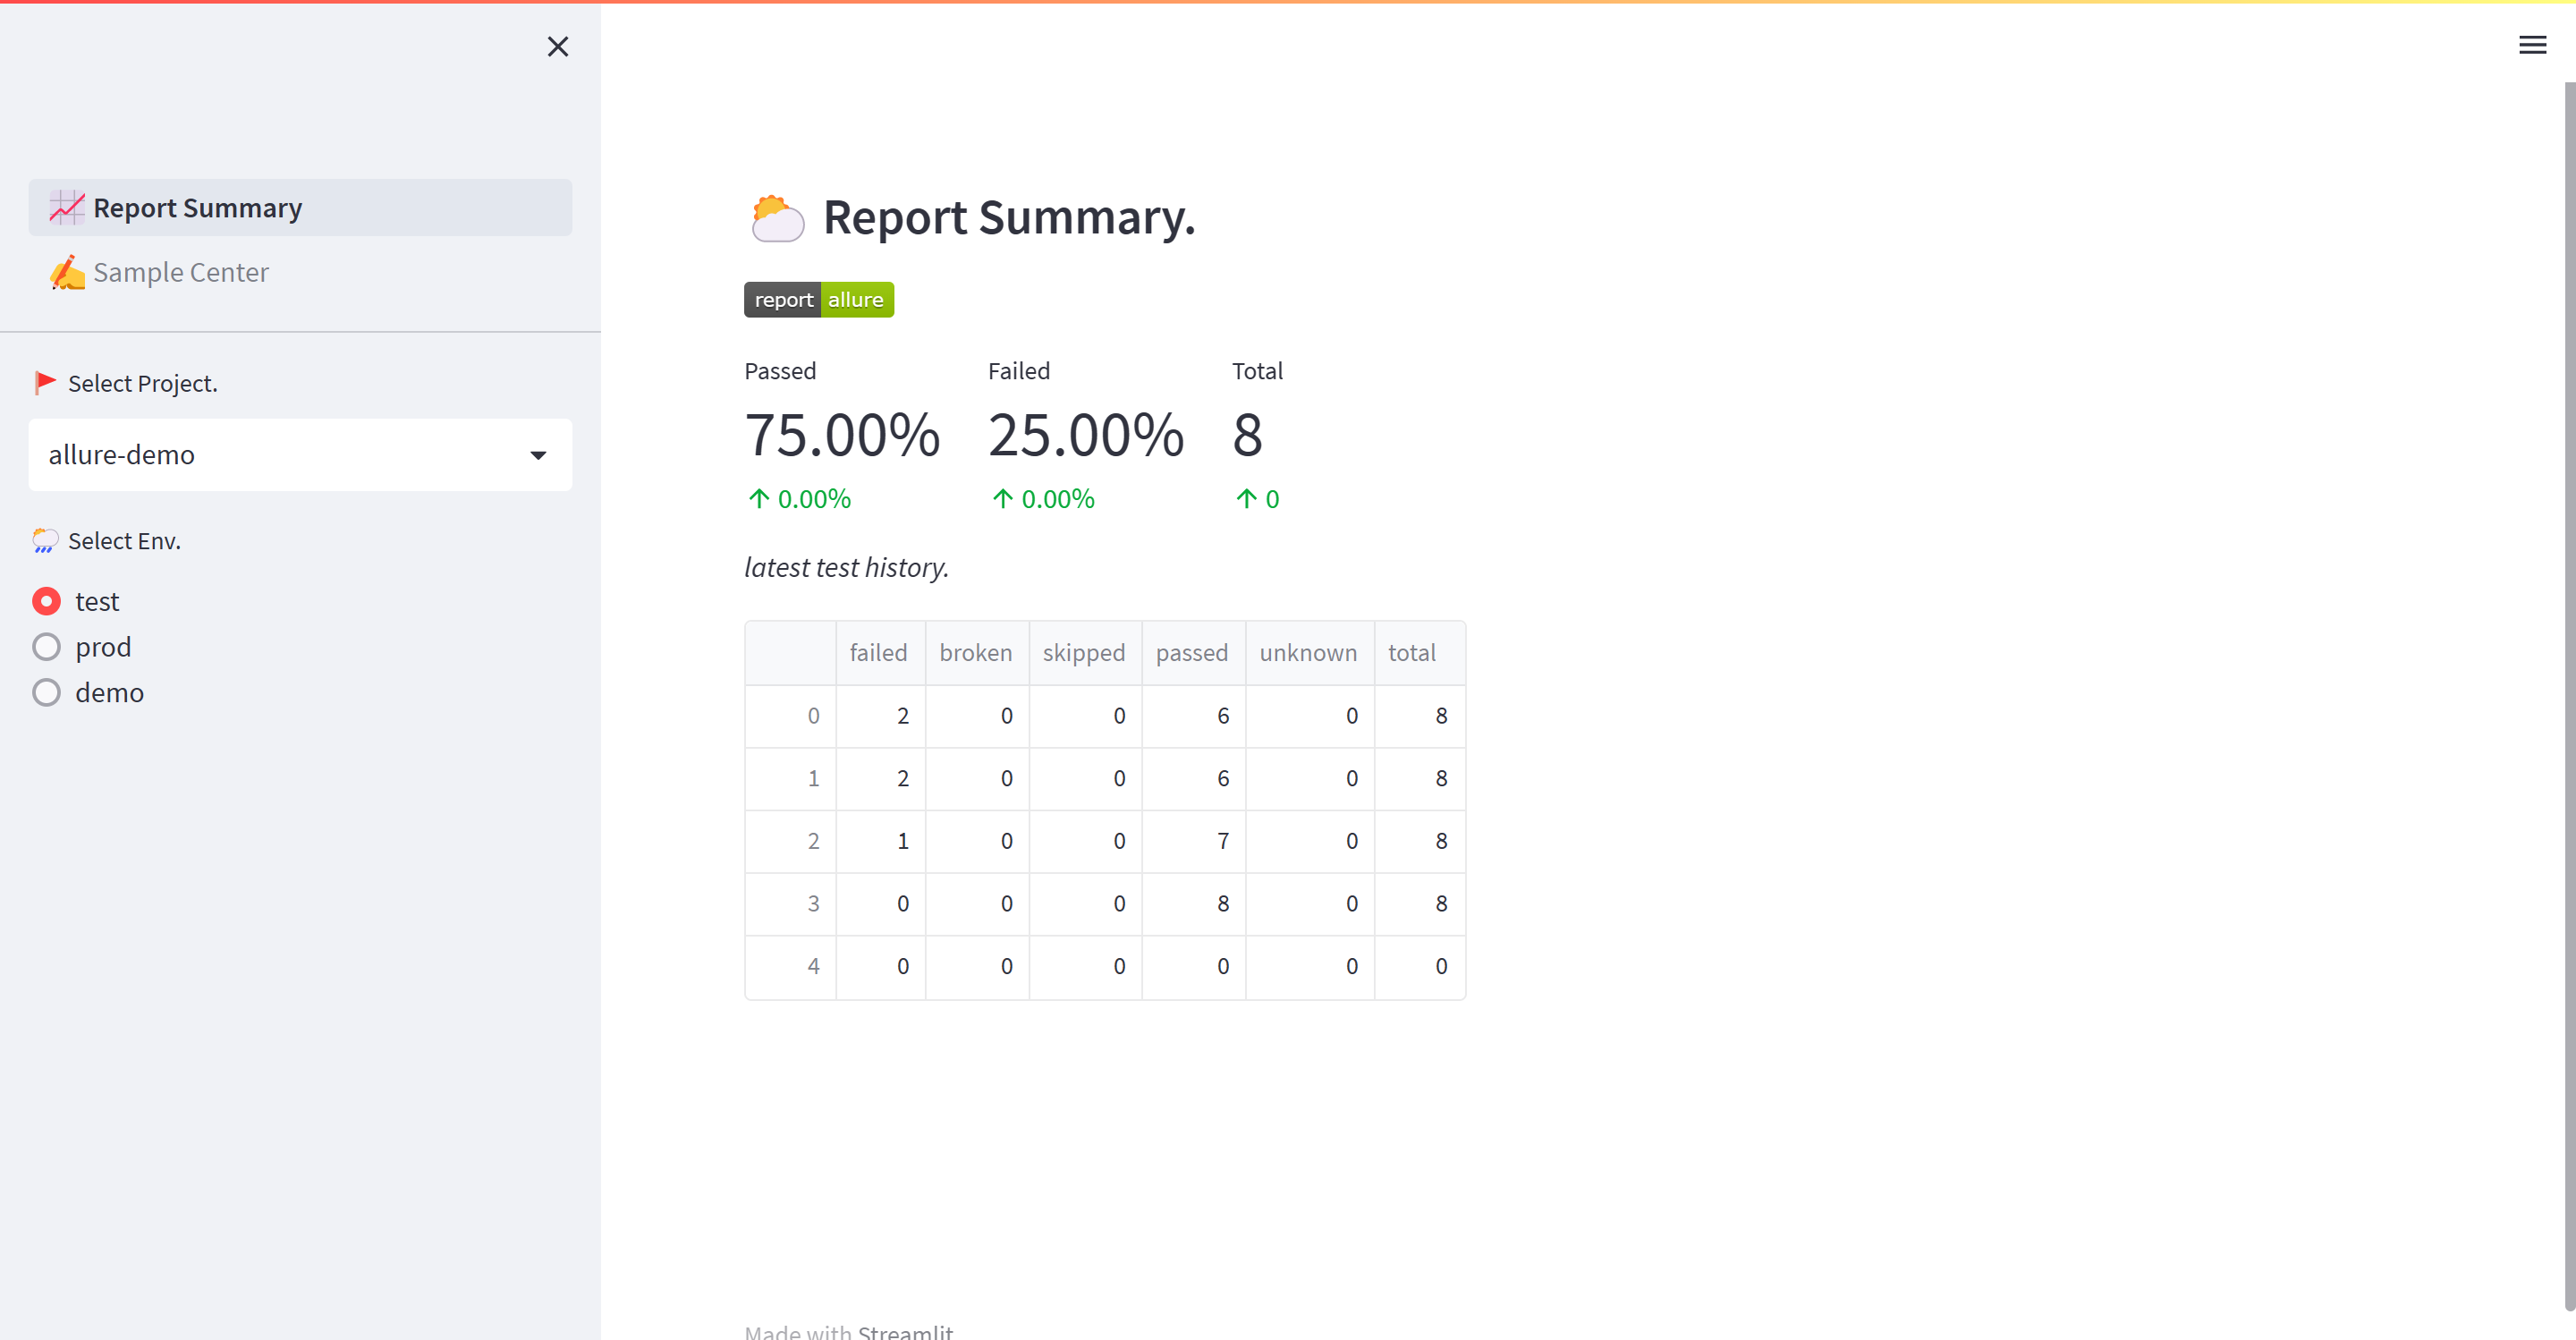 Report Summary
Sample Center
Select Project.
allure-demo
Select Env.
test
prod
demo
Report Summary.
report allure
Passed Failed Total
75.00% 25.00% 8
↑ 0.00% ↑ 0.00% ↑ 0
latest test history.
failed broken skipped passed unknown total
0 2 0 0 6 0 8
1 2 0 0 6 0 8
2 1 0 0 7 0 8
3 0 0 0 8 0 8
4 0 0 0 0 0 0
Made with Streamlit